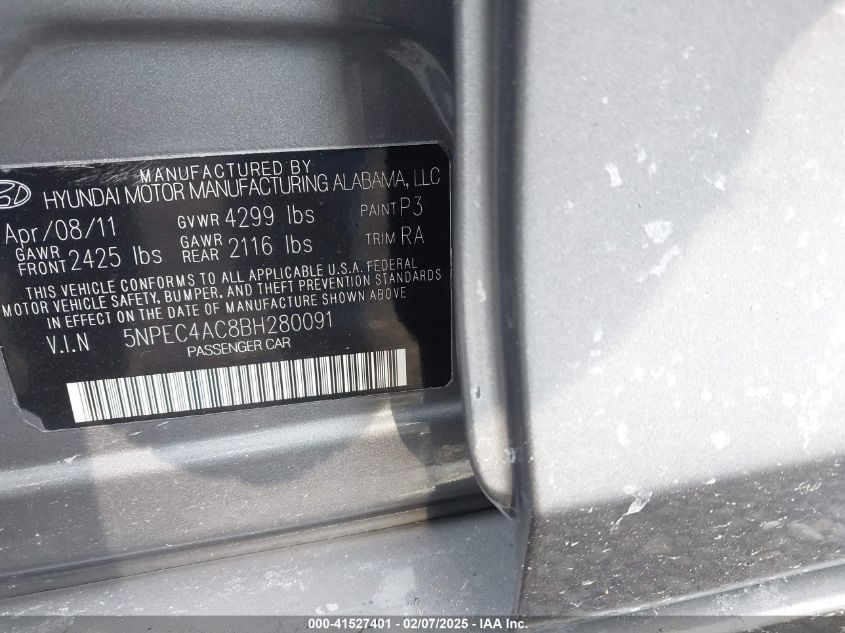 MANUFACTURED BY
HYUNDAI MOTOR MANUFACTURING ALABAMA, LLC
Apr/08/11 GVWR 4299 lbs PAINT P3
GAWR FRONT 2425 lbs GAWR REAR 2116 lbs TRIM RA
THIS VEHICLE CONFORMS TO ALL APPLICABLE U.S.A. FEDERAL
MOTOR VEHICLE SAFETY, BUMPER, AND THEFT PREVENTION STANDARDS
IN EFFECT ON THE DATE OF MANUFACTURE SHOWN ABOVE
V.I.N 5NPEC4AC8BH280091
PASSENGER CAR
000-41527401 - 02/07/2025 - IAA Inc.